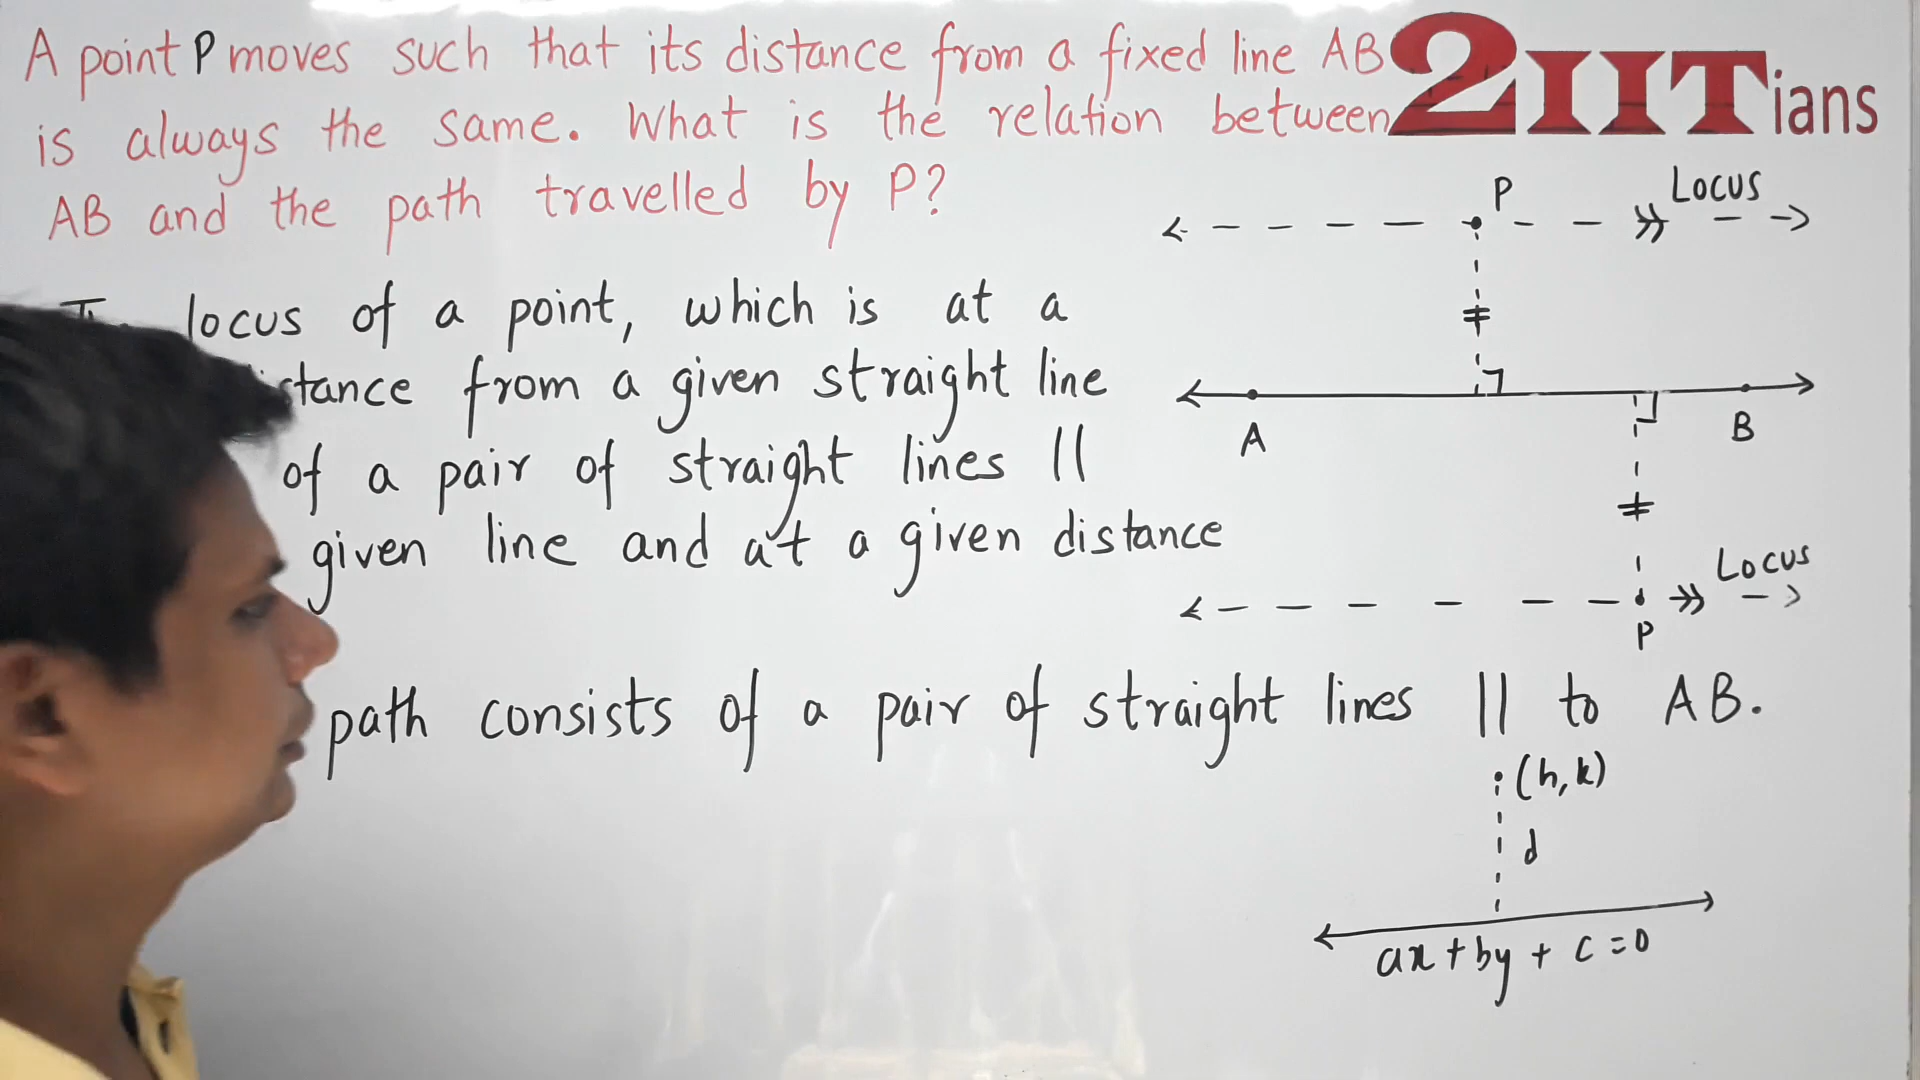 A point P moves such that its distance from a fixed line AB
is always the same. What is the relation between
AB and the path travelled by P?
2IITians
locus of a point, which is at a
stance from a given straight line
of a pair of straight lines ||
given line and at a given distance
path consists of a pair of straight lines || to AB.
P
Locus
A
B
Locus
P
(h,k)
d
ax+by+c=0